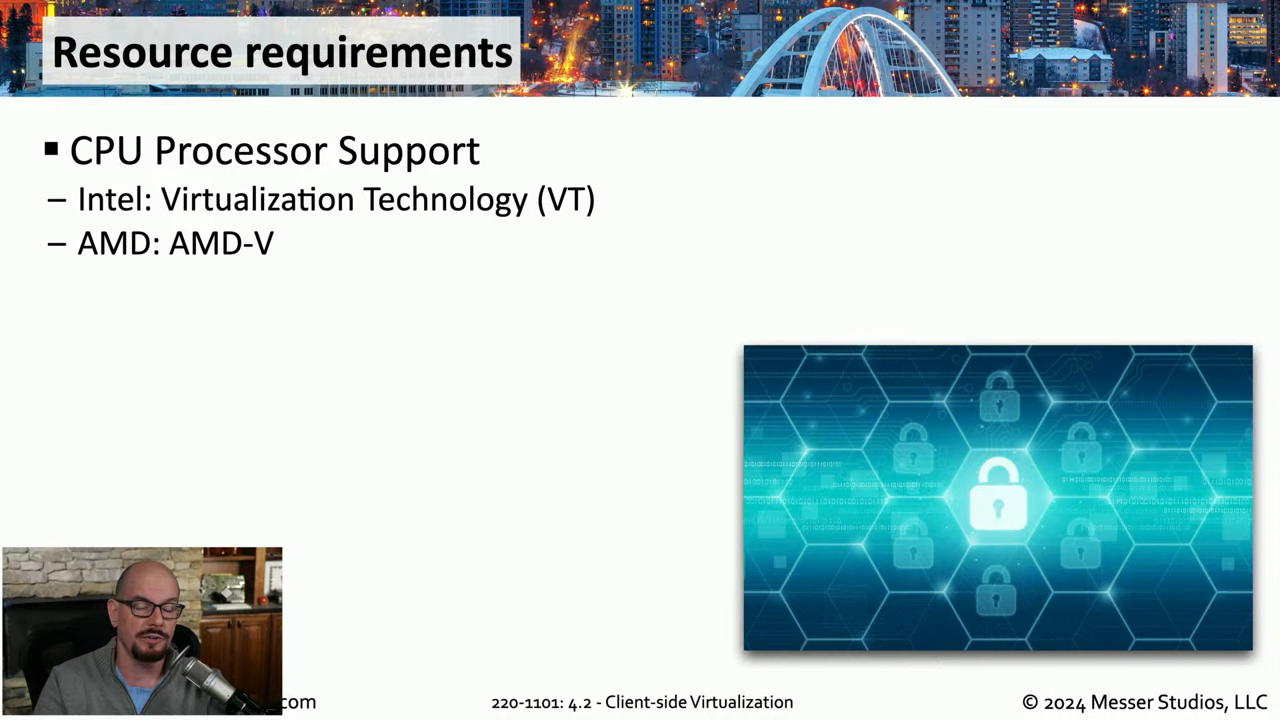 Resource requirements
▪ CPU Processor Support
– Intel: Virtualization Technology (VT)
– AMD: AMD-V
.com
220-1101: 4.2 - Client-side Virtualization
© 2024 Messer Studios, LLC